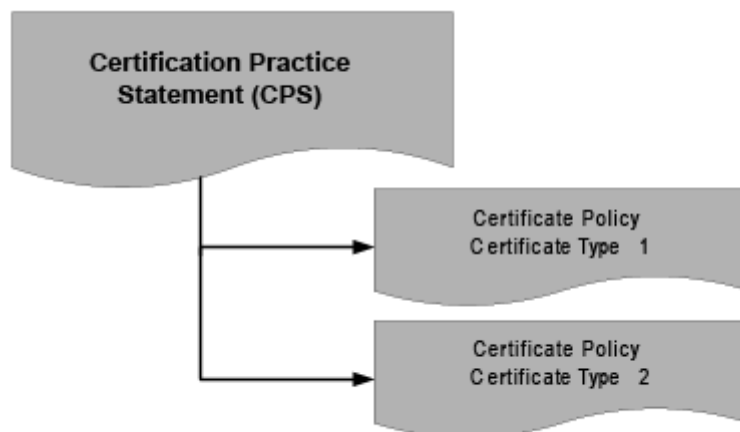 Certification Practice
Statement (CPS)
Certificate Policy
Certificate Type 1
Certificate Policy
Certificate Type 2